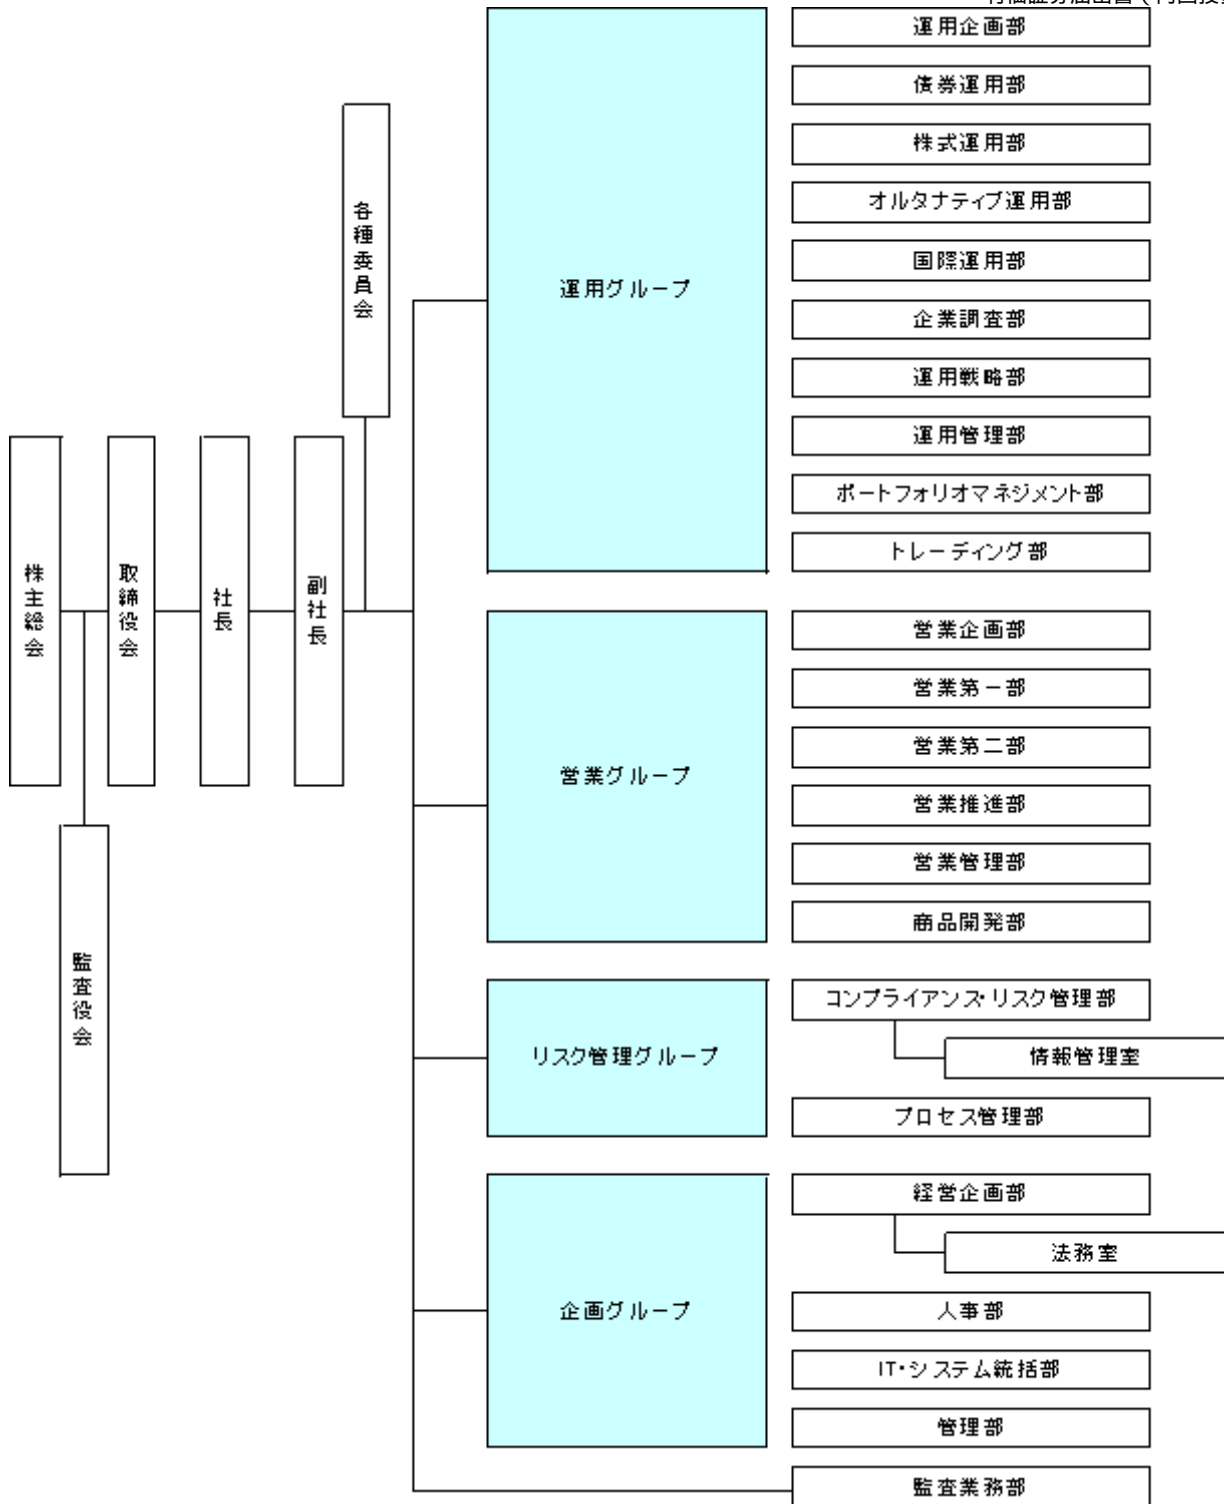 運用企画部
債券運用部
株式運用部
オルタナティブ運用部
国際運用部
企業調査部
運用戦略部
運用管理部
ポートフォリオマネジメント部
トレーディング部
運用グループ
各種委員会
株主総会
取締役会
社長
副社長
監査役会
営業グループ
営業企画部
営業第一部
営業第二部
営業推進部
営業管理部
商品開発部
リスク管理グループ
コンプライアンス・リスク管理部
情報管理室
プロセス管理部
企画グループ
経営企画部
法務室
人事部
IT・システム統括部
管理部
監査業務部